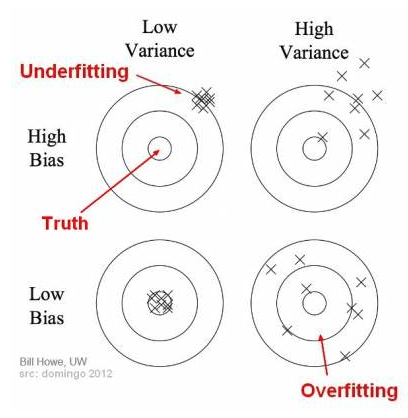 Low
Variance
High
Variance
Underfitting
High
Bias
Truth
Low
Bias
Bill Howe, UW
src: domingo 2012
Overfitting